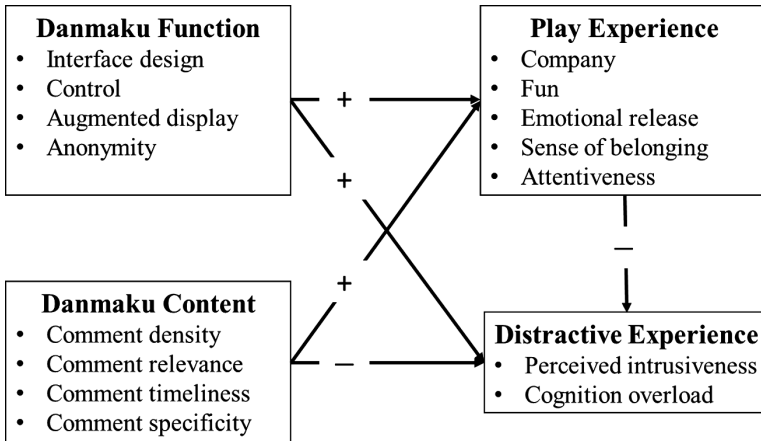 Danmaku Function
• Interface design
• Control
• Augmented display
• Anonymity
Play Experience
• Company
• Fun
• Emotional release
• Sense of belonging
• Attentiveness
+
+
+
–
–
Danmaku Content
• Comment density
• Comment relevance
• Comment timeliness
• Comment specificity
Distractive Experience
• Perceived intrusiveness
• Cognition overload